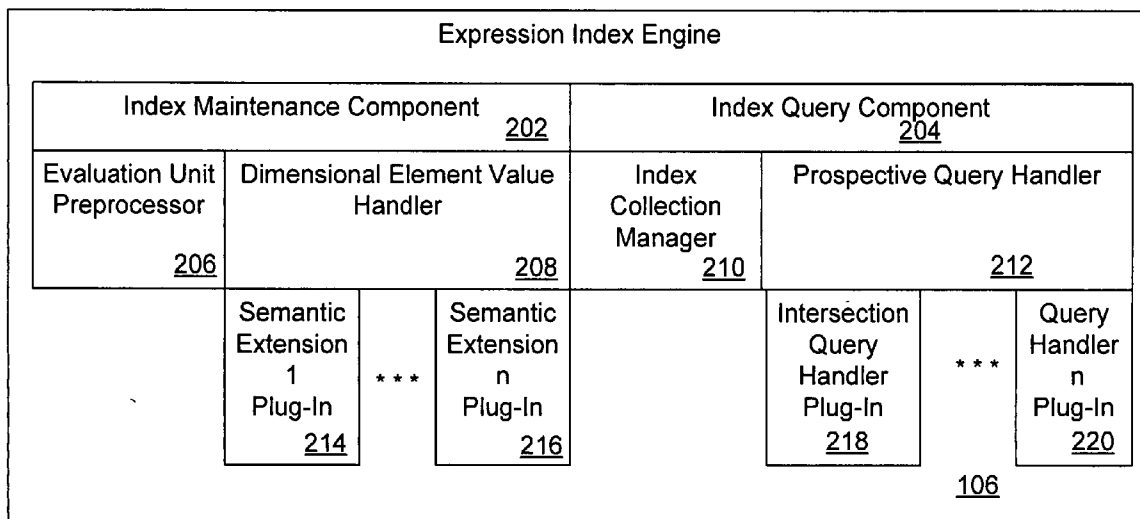 Expression Index Engine
Index Maintenance Component
202
Index Query Component
204
Evaluation Unit
Preprocessor
206
Dimensional Element Value
Handler
208
Index
Collection
Manager
210
Prospective Query Handler
212
Semantic
Extension
1
Plug-In
214
* * *
Semantic
Extension
n
Plug-In
216
Intersection
Query
Handler
Plug-In
218
* * *
Query
Handler
n
Plug-In
220
106